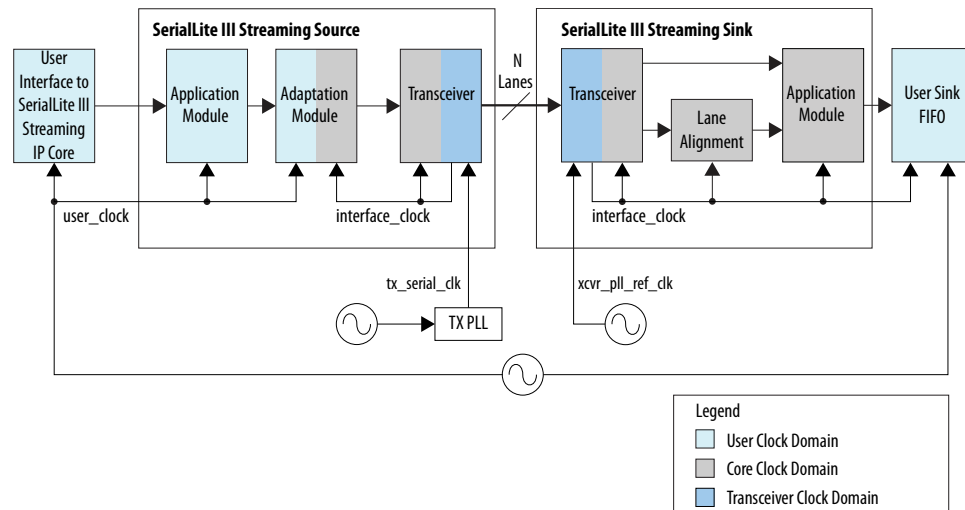 SerialLite III Streaming Source
SerialLite III Streaming Sink
User
Interface to
SerialLite III
Streaming
IP Core
Application
Module
Adaptation
Module
Transceiver
N
Lanes
Transceiver
Lane
Alignment
Application
Module
User Sink
FIFO
user_clock
interface_clock
interface_clock
tx_serial_clk
xcvr_pll_ref_clk
TX PLL
Legend
User Clock Domain
Core Clock Domain
Transceiver Clock Domain